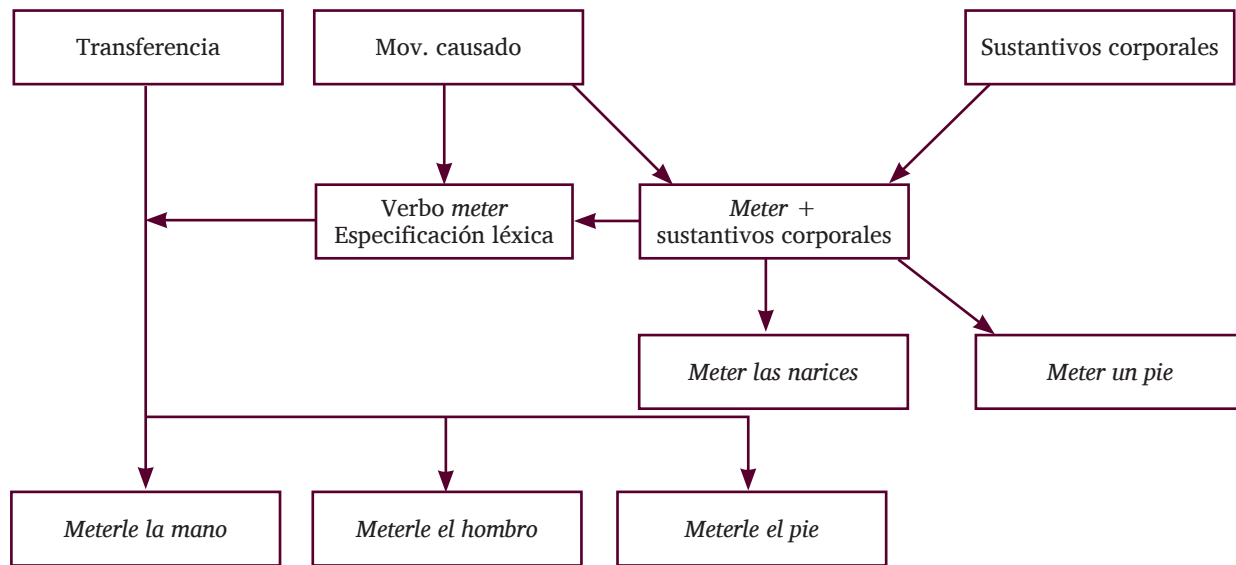 Transferencia
Mov. causado
Sustantivos corporales
Verbo meter
Especificación léxica
Meter +
sustantivos corporales
Meter las narices
Meter un pie
Meterle la mano
Meterle el hombro
Meterle el pie